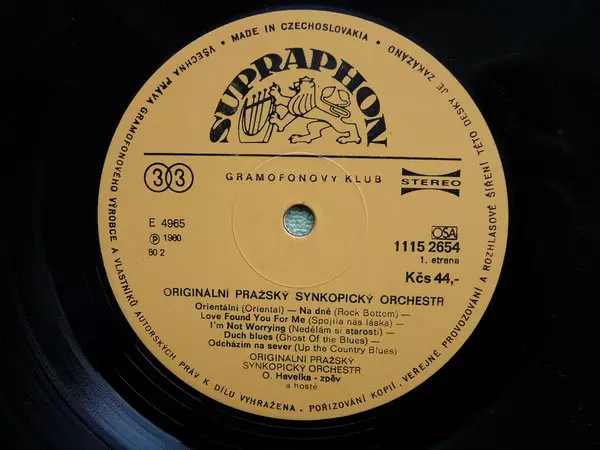 VŠECHNA PRÁVA GRAMOFONOVÉHO VÝROBCE A VLASTNÍKŮ AUTORSKÝCH PRÁV K DÍLU VYHRAŽENA. POŘIZOVÁNÍ KOPIÍ, VEŘEJNÉ PROVOZOVÁNÍ A ROZHLASOVÉ ŠÍŘENÍ TÉTO DESKY JE ZAKÁZÁNO
• MADE IN CZECHOSLOVAKIA •
SUPRAPHON
33
GRAMOFONOVÝ KLUB
STEREO
E 4965
Ⓟ 1980
80 2
OSA
1115 2654
1. strana
Kčs 44,-
ORIGINÁLNÍ PRAŽSKÝ SYNKOPICKÝ ORCHESTR
Orientální (Oriental) — Na dně (Rock Bottom) —
Love Found You For Me (Spojila nás láska) —
I'm Not Worrying (Nedělám si starosti) —
Duch blues (Ghost Of the Blues) —
Odcházím na sever (Up the Country Blues)
ORIGINÁLNÍ PRAŽSKÝ
SYNKOPICKÝ ORCHESTR
O. Havelka - zpěv
a hosté